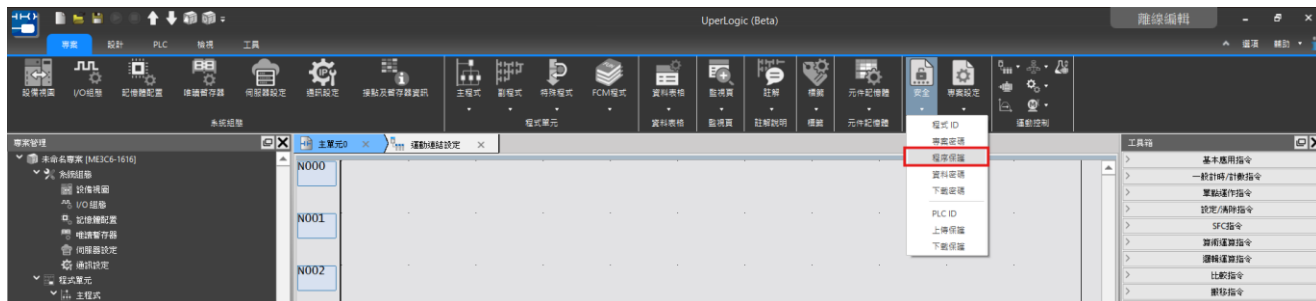 UperLogic (Beta)
離線編輯
專案 設計 PLC 檢視 工具
選項 輔助
設備視圖 I/O組態 記憶體配置 唯讀暫存器 伺服器設定 通訊設定 接點及暫存器資訊
主程式 副程式 特殊程式 FCM程式
資料表格 監視頁 註解 標籤 元件記憶體 安全 專案設定
系統組態 程式單元 資料表格 監視頁 註解說明 標籤 元件記憶體 運動控制
程式 ID
專案密碼
程序保護
資料密碼
下載密碼
PLC ID
上傳保護
下載保護
專案管理
未命名專案 [ME3C6-1616]
系統組態
設備視圖
I/O 組態
記憶體配置
唯讀暫存器
伺服器設定
通訊設定
程式單元
主程式
主單元0 × 運動連結設定 ×
N000
N001
N002
工具箱
基本應用指令
一般計時/計數指令
單點運作指令
設定/清除指令
SFC指令
算術運算指令
邏輯運算指令
比較指令
搬移指令